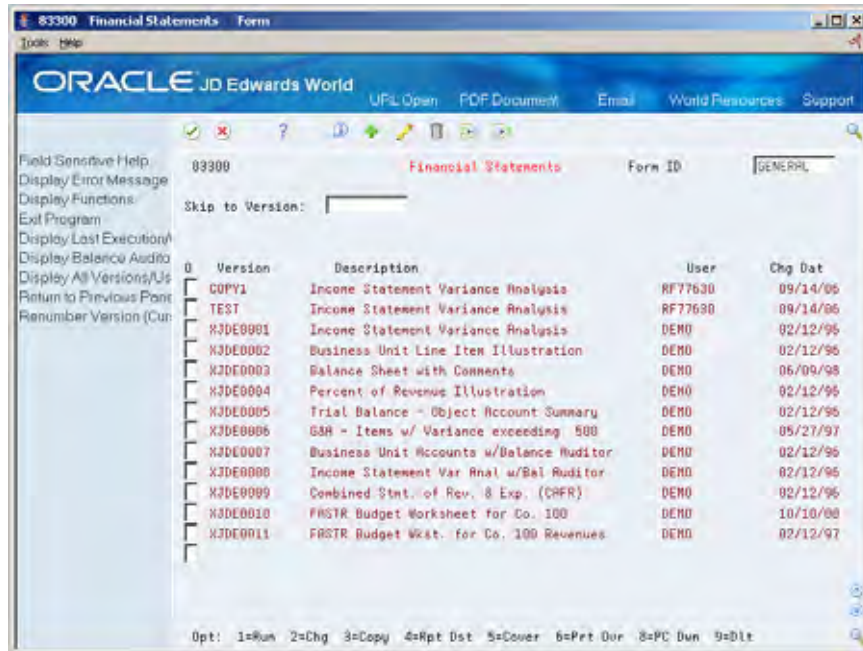 83300 Financial Statements Form
Tools Help
ORACLE JD Edwards World
URL Open PDF Document Email World Resources Support
Field Sensitive Help
Display Error Message
Display Functions
Exit Program
Display Last Execution/
Display Balance Audito
Display All Versions/Us
Return to Previous Pane
Renumber Version (Cur
83300 Financial Statements Form ID GENERAL
Skip to Version:
O Version Description User Chg Dat
COPY1 Income Statement Variance Analysis RF77630 09/14/06
TEST Income Statement Variance Analysis RF77630 09/14/06
XJDE0001 Income Statement Variance Analysis DEMO 02/12/96
XJDE0002 Business Unit Line Item Illustration DEMO 02/12/96
XJDE0003 Balance Sheet with Comments DEMO 06/09/98
XJDE0004 Percent of Revenue Illustration DEMO 02/12/96
XJDE0005 Trial Balance - Object Account Summary DEMO 02/12/96
XJDE0006 G&A - Items w/ Variance exceeding 500 DEMO 05/27/97
XJDE0007 Business Unit Accounts w/Balance Auditor DEMO 02/12/96
XJDE0008 Income Statement Var Anal w/Bal Auditor DEMO 02/12/96
XJDE0009 Combined Stmt. of Rev. & Exp. (CAFR) DEMO 02/12/96
XJDE0010 FASTR Budget Worksheet for Co. 100 DEMO 10/10/00
XJDE0011 FASTR Budget Wkst. for Co. 100 Revenues DEMO 02/12/97
Opt: 1=Run 2=Chg 3=Copy 4=Rpt Dst 5=Cover 6=Prt Ovr 8=PC Dwn 9=Dlt